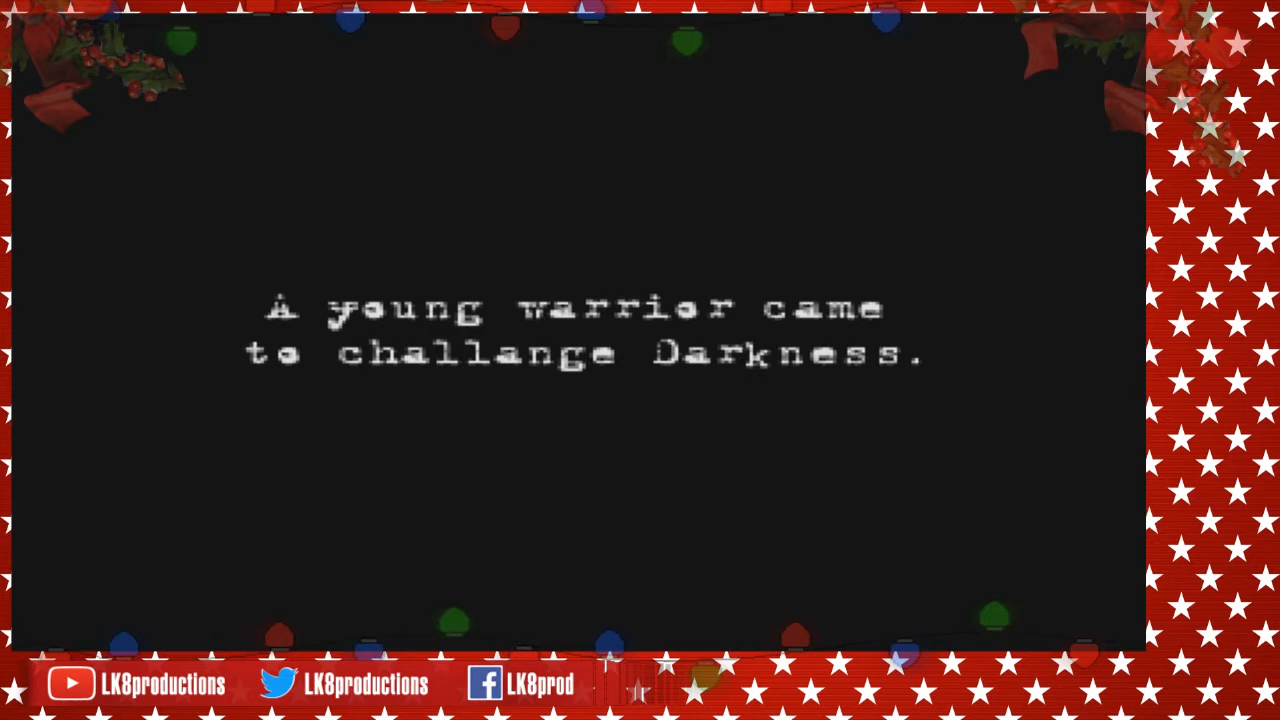 A young warrior came
to challange Darkness.
LK8productions LK8productions LK8prod